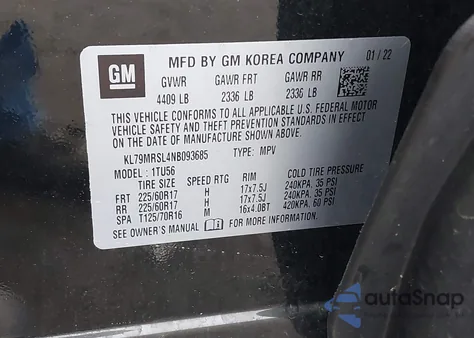 GM
MFD BY GM KOREA COMPANY 01/22
GVWR GAWR FRT GAWR RR
4409 LB 2336 LB 2336 LB
THIS VEHICLE CONFORMS TO ALL APPLICABLE U.S. FEDERAL MOTOR
VEHICLE SAFETY AND THEFT PREVENTION STANDARDS IN EFFECT ON
THE DATE OF MANUFACTURE SHOWN ABOVE.
KL79MRSL4NB093685 TYPE: MPV
MODEL: 1TU56
TIRE SIZE SPEED RTG RIM COLD TIRE PRESSURE
FRT 225/60R17 H 17x7.5J 240KPA, 35 PSI
RR 225/60R17 H 17x7.5J 240KPA, 35 PSI
SPA T125/70R16 M 16x4.0BT 420KPA, 60 PSI
SEE OWNER'S MANUAL FOR MORE INFORMATION.
autoSnap